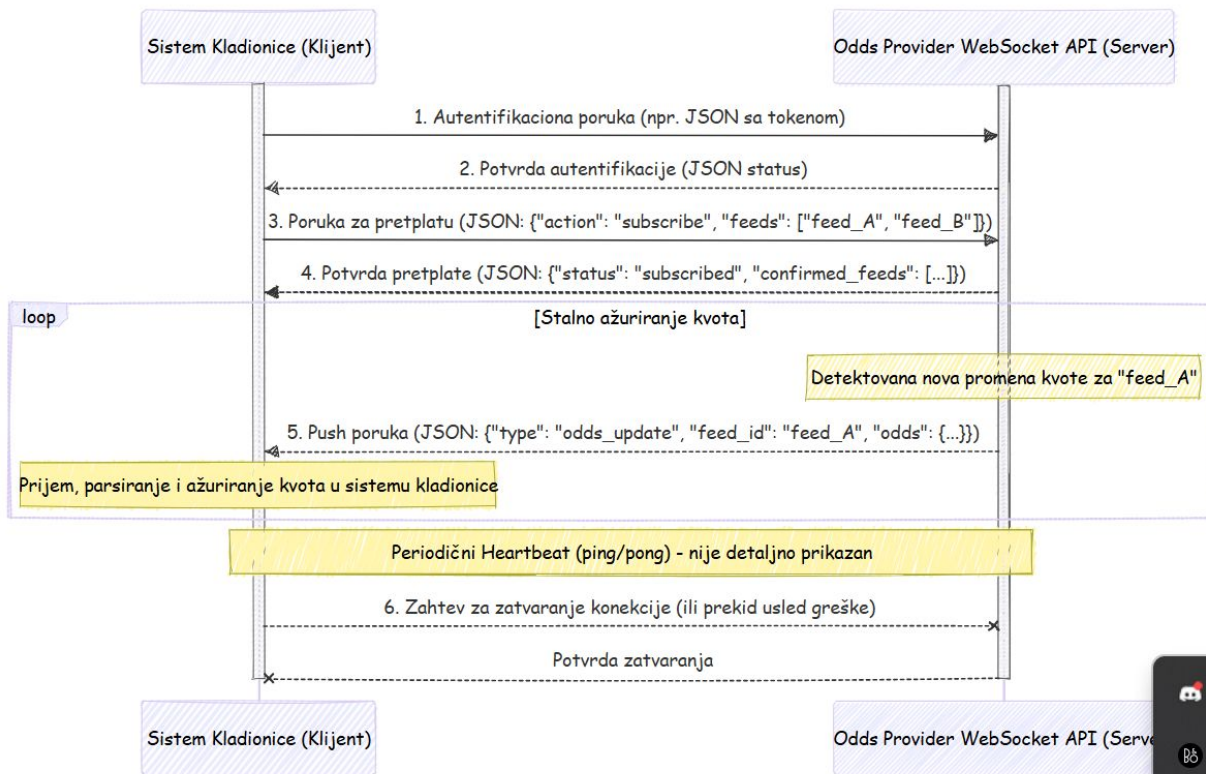 Sistem Kladionice (Klijent)
Odds Provider WebSocket API (Server)
1. Autentifikaciona poruka (npr. JSON sa tokenom)
2. Potvrda autentifikacije (JSON status)
3. Poruka za pretplatu (JSON: {"action": "subscribe", "feeds": ["feed_A", "feed_B"]})
4. Potvrda pretplate (JSON: {"status": "subscribed", "confirmed_feeds": [...]})
loop
[Stalno ažuriranje kvota]
Detektovana nova promena kvote za "feed_A"
5. Push poruka (JSON: {"type": "odds_update", "feed_id": "feed_A", "odds": {...}})
Prijem, parsiranje i ažuriranje kvota u sistemu kladionice
Periodični Heartbeat (ping/pong) - nije detaljno prikazan
6. Zahtev za zatvaranje konekcije (ili prekid usled greške)
Potvrda zatvaranja
Sistem Kladionice (Klijent)
Odds Provider WebSocket API (Serve